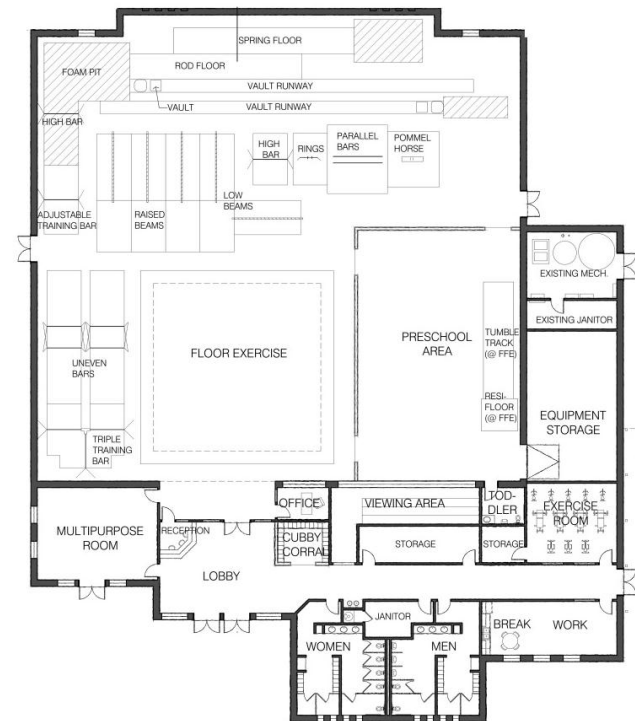 SPRING FLOOR
FOAM PIT
ROD FLOOR
VAULT RUNWAY
VAULT
VAULT RUNWAY
HIGH BAR
HIGH
BAR
RINGS
PARALLEL
BARS
POMMEL
HORSE
LOW
BEAMS
ADJUSTABLE
TRAINING BAR
RAISED
BEAMS
EXISTING MECH.
EXISTING JANITOR
FLOOR EXERCISE
PRESCHOOL
AREA
TUMBLE
TRACK
(@ FFE)
UNEVEN
BARS
RESI-
FLOOR
(@ FFE)
EQUIPMENT
STORAGE
TRIPLE
TRAINING
BAR
OFFICE
VIEWING AREA
TOD-
DLER
EXERCISE
ROOM
MULTIPURPOSE
ROOM
RECEPTION
CUBBY
CORRAL
STORAGE
STORAGE
LOBBY
JANITOR
BREAK
WORK
WOMEN
MEN